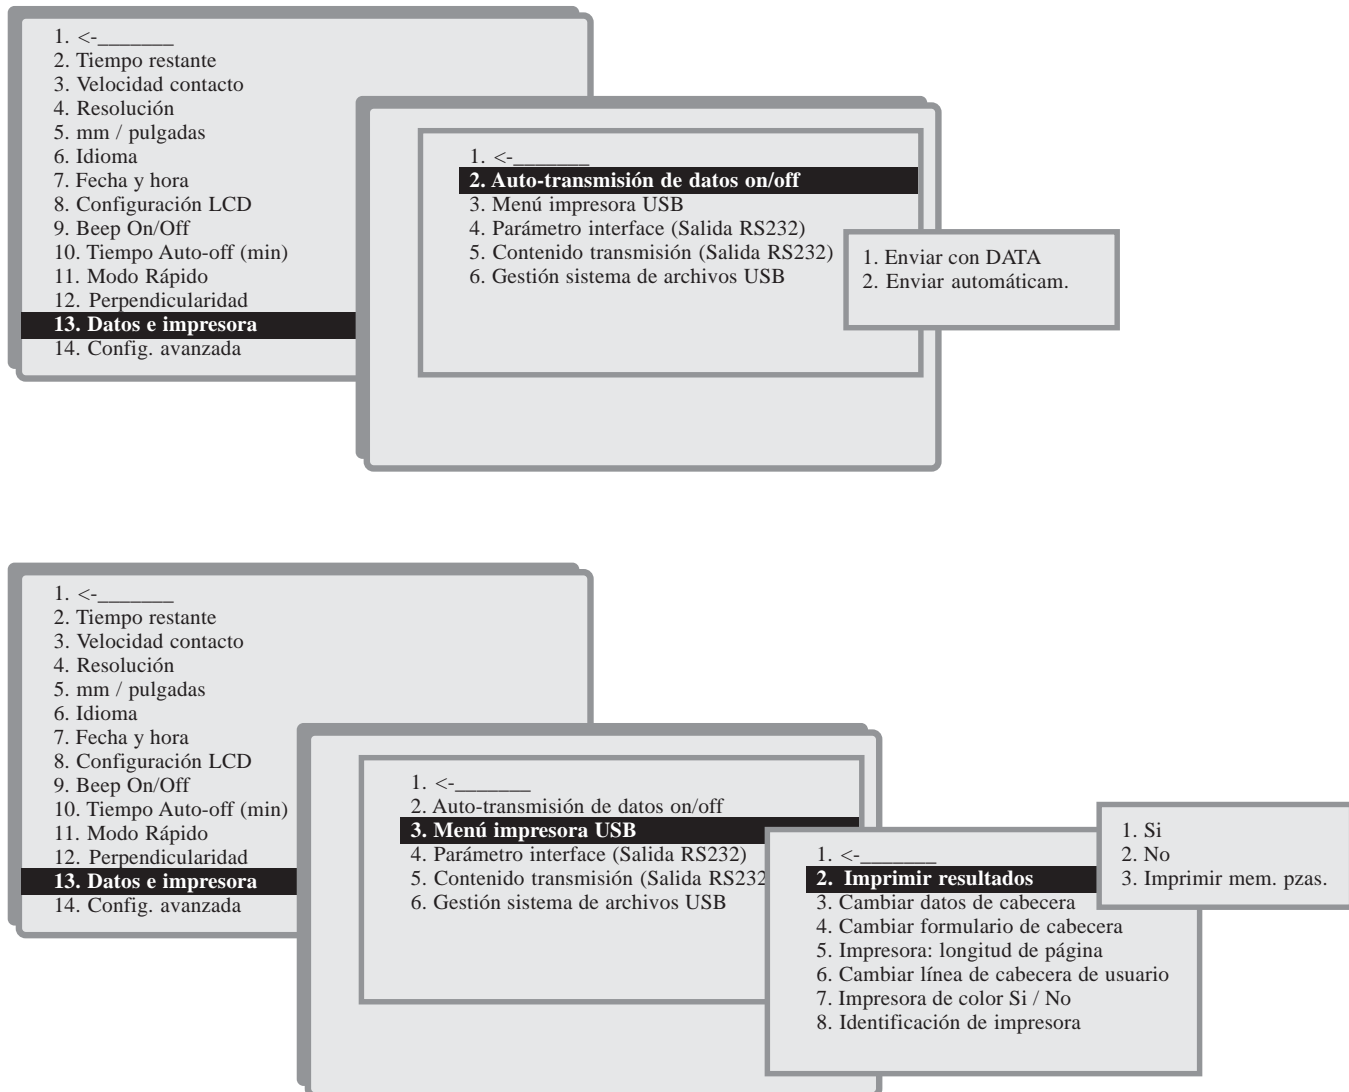 1. <-_______
2. Tiempo restante
3. Velocidad contacto
4. Resolución
5. mm / pulgadas
6. Idioma
7. Fecha y hora
8. Configuración LCD
9. Beep On/Off
10. Tiempo Auto-off (min)
11. Modo Rápido
12. Perpendicularidad
13. Datos e impresora
14. Config. avanzada
1. <-_______
2. Auto-transmisión de datos on/off
3. Menú impresora USB
4. Parámetro interface (Salida RS232)
5. Contenido transmisión (Salida RS232)
6. Gestión sistema de archivos USB
1. Enviar con DATA
2. Enviar automáticam.
1. <-_______
2. Tiempo restante
3. Velocidad contacto
4. Resolución
5. mm / pulgadas
6. Idioma
7. Fecha y hora
8. Configuración LCD
9. Beep On/Off
10. Tiempo Auto-off (min)
11. Modo Rápido
12. Perpendicularidad
13. Datos e impresora
14. Config. avanzada
1. <-_______
2. Auto-transmisión de datos on/off
3. Menú impresora USB
4. Parámetro interface (Salida RS232)
5. Contenido transmisión (Salida RS232
6. Gestión sistema de archivos USB
1. <-_______
2. Imprimir resultados
3. Cambiar datos de cabecera
4. Cambiar formulario de cabecera
5. Impresora: longitud de página
6. Cambiar línea de cabecera de usuario
7. Impresora de color Si / No
8. Identificación de impresora
1. Si
2. No
3. Imprimir mem. pzas.